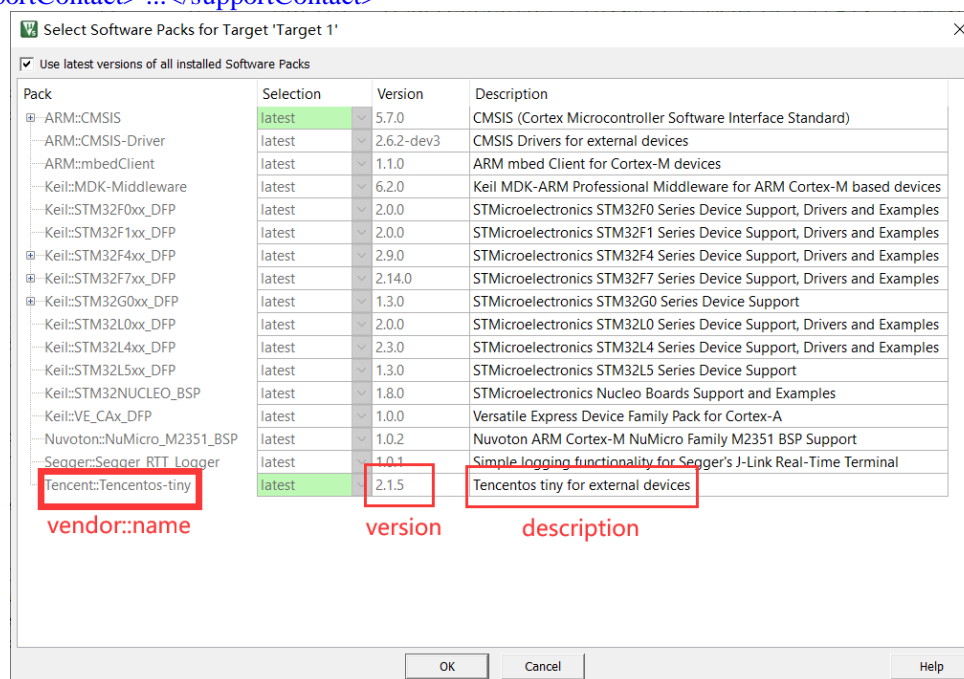 portContact> ...</supportContact>
Select Software Packs for Target 'Target 1'
Use latest versions of all installed Software Packs
Pack Selection Version Description
ARM::CMSIS latest 5.7.0 CMSIS (Cortex Microcontroller Software Interface Standard)
ARM::CMSIS-Driver latest 2.6.2-dev3 CMSIS Drivers for external devices
ARM::mbedClient latest 1.1.0 ARM mbed Client for Cortex-M devices
Keil::MDK-Middleware latest 6.2.0 Keil MDK-ARM Professional Middleware for ARM Cortex-M based devices
Keil::STM32F0xx_DFP latest 2.0.0 STMicroelectronics STM32F0 Series Device Support, Drivers and Examples
Keil::STM32F1xx_DFP latest 2.0.0 STMicroelectronics STM32F1 Series Device Support, Drivers and Examples
Keil::STM32F4xx_DFP latest 2.9.0 STMicroelectronics STM32F4 Series Device Support, Drivers and Examples
Keil::STM32F7xx_DFP latest 2.14.0 STMicroelectronics STM32F7 Series Device Support, Drivers and Examples
Keil::STM32G0xx_DFP latest 1.3.0 STMicroelectronics STM32G0 Series Device Support
Keil::STM32L0xx_DFP latest 2.0.0 STMicroelectronics STM32L0 Series Device Support, Drivers and Examples
Keil::STM32L4xx_DFP latest 2.3.0 STMicroelectronics STM32L4 Series Device Support, Drivers and Examples
Keil::STM32L5xx_DFP latest 1.3.0 STMicroelectronics STM32L5 Series Device Support
Keil::STM32NUCLEO_BSP latest 1.8.0 STMicroelectronics Nucleo Boards Support and Examples
Keil::VE_CAx_DFP latest 1.0.0 Versatile Express Device Family Pack for Cortex-A
Nuvoton::NuMicro_M2351_BSP latest 1.0.2 Nuvoton ARM Cortex-M NuMicro Family M2351 BSP Support
Segger::Segger_RTT_Logger latest 1.0.1 Simple logging functionality for Segger's J-Link Real-Time Terminal
Tencent::Tencentos-tiny latest 2.1.5 Tencentos tiny for external devices
vendor::name version description
OK Cancel Help